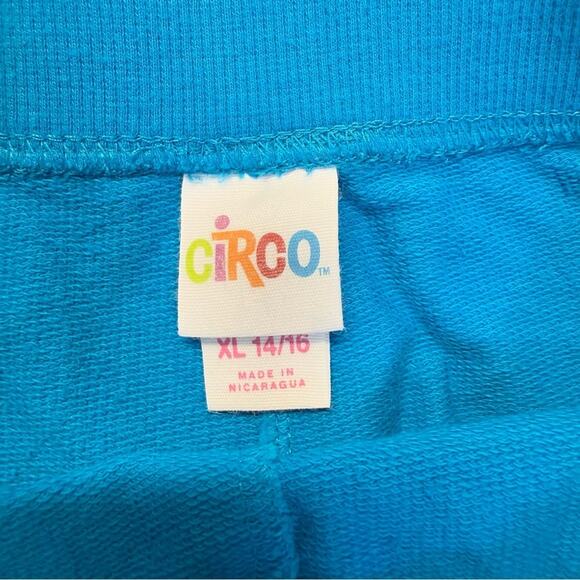 CiRCO™
XL 14/16
MADE IN
NICARAGUA